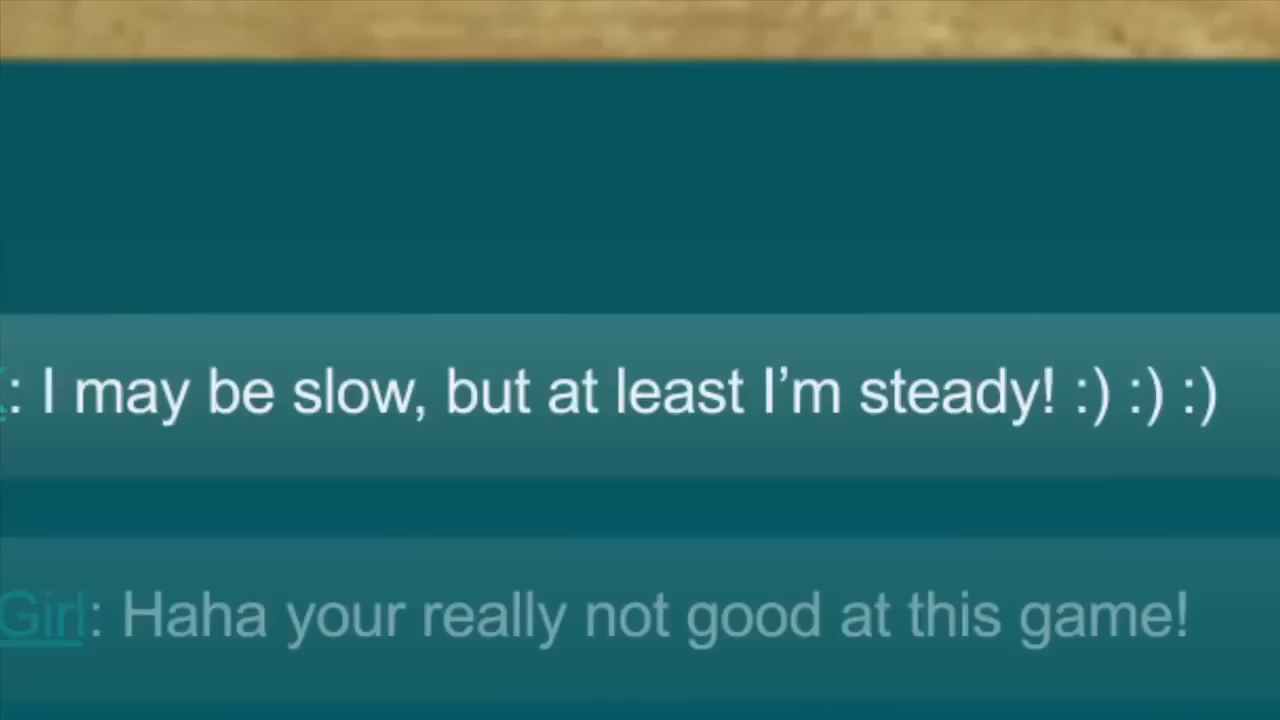 : I may be slow, but at least I’m steady! :) :) :)
Girl: Haha your really not good at this game!